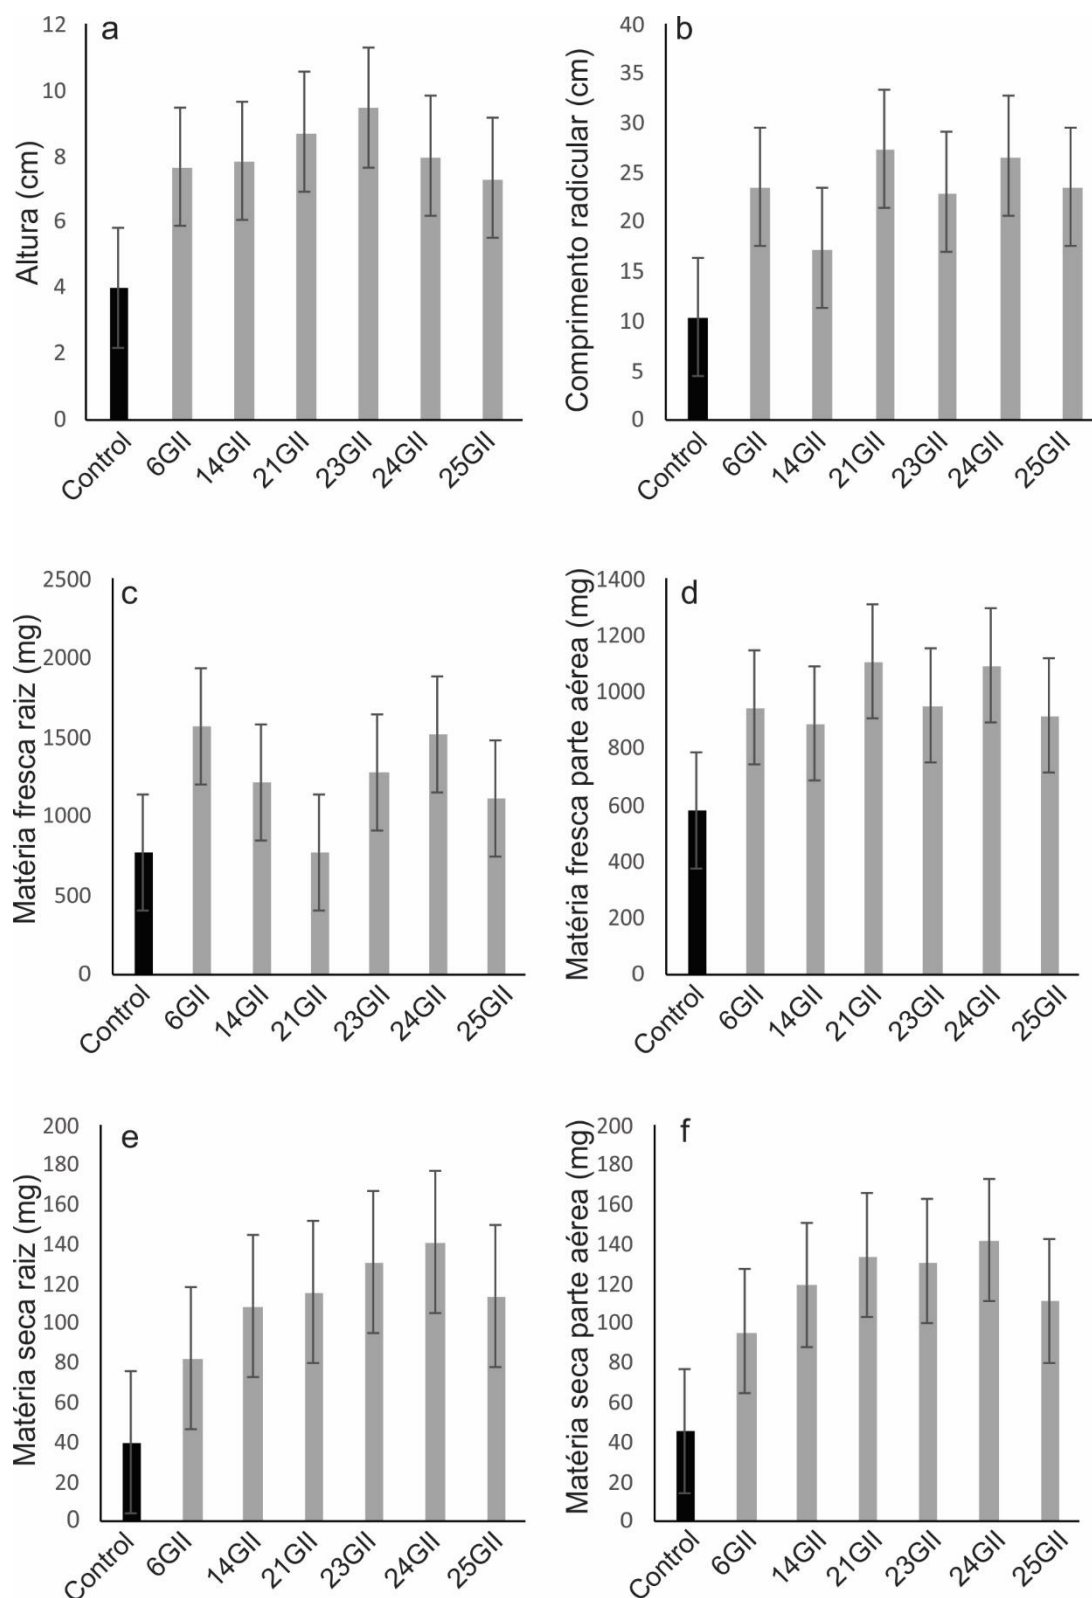 a
Altura (cm)
12
10
8
6
4
2
0
Control
6GII
14GII
21GII
23GII
24GII
25GII
b
Comprimento radicular (cm)
40
35
30
25
20
15
10
5
0
Control
6GII
14GII
21GII
23GII
24GII
25GII
c
Matéria fresca raiz (mg)
2500
2000
1500
1000
500
0
Control
6GII
14GII
21GII
23GII
24GII
25GII
d
Matéria fresca parte aérea (mg)
1400
1200
1000
800
600
400
200
0
Control
6GII
14GII
21GII
23GII
24GII
25GII
e
Matéria seca raiz (mg)
200
180
160
140
120
100
80
60
40
20
0
Control
6GII
14GII
21GII
23GII
24GII
25GII
f
Matéria seca parte aérea (mg)
200
180
160
140
120
100
80
60
40
20
0
Control
6GII
14GII
21GII
23GII
24GII
25GII